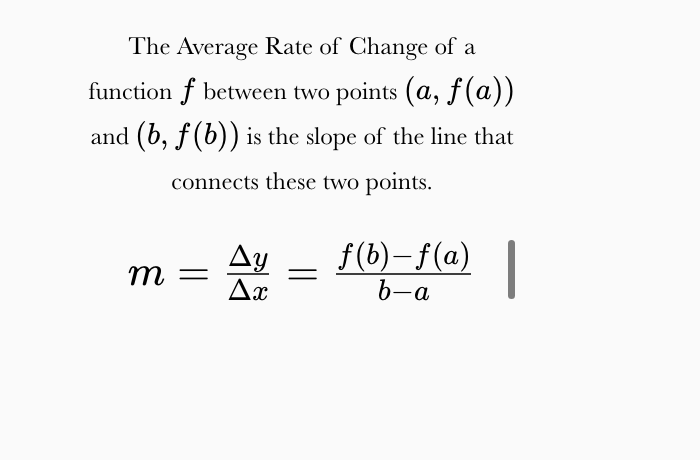 The Average Rate of Change of a
function f between two points (a, f(a))
and (b, f(b)) is the slope of the line that
connects these two points.
m = Δy/Δx = f(b)−f(a)/b−a